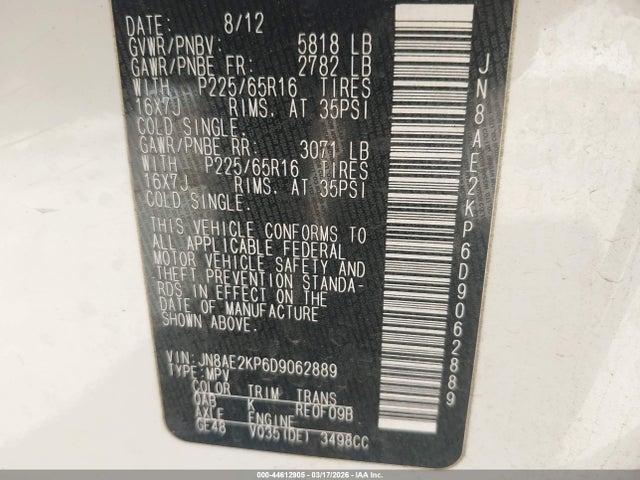 DATE: 8/12
GVWR/PNBV: 5818 LB
GAWR/PNBE FR: 2782 LB
WITH P225/65R16 TIRES
16X7J RIMS. AT 35PSI
COLD SINGLE.
GAWR/PNBE RR: 3071 LB
WITH P225/65R16 TIRES
16X7J RIMS. AT 35PSI
COLD SINGLE.
THIS VEHICLE CONFORMS TO
ALL APPLICABLE FEDERAL
MOTOR VEHICLE SAFETY AND
THEFT PREVENTION STANDA-
RDS IN EFFECT ON THE
DATE OF MANUFACTURE
SHOWN ABOVE.
VIN: JN8AE2KP6D9062889
TYPE: MPV
COLOR TRIM TRANS
QAB K RE0F09B
AXLE ENGINE
GE48 VQ35(DE) 3498CC
JN8AE2KP6D9062889
000-44612905 - 03/17/2026 - IAA Inc.